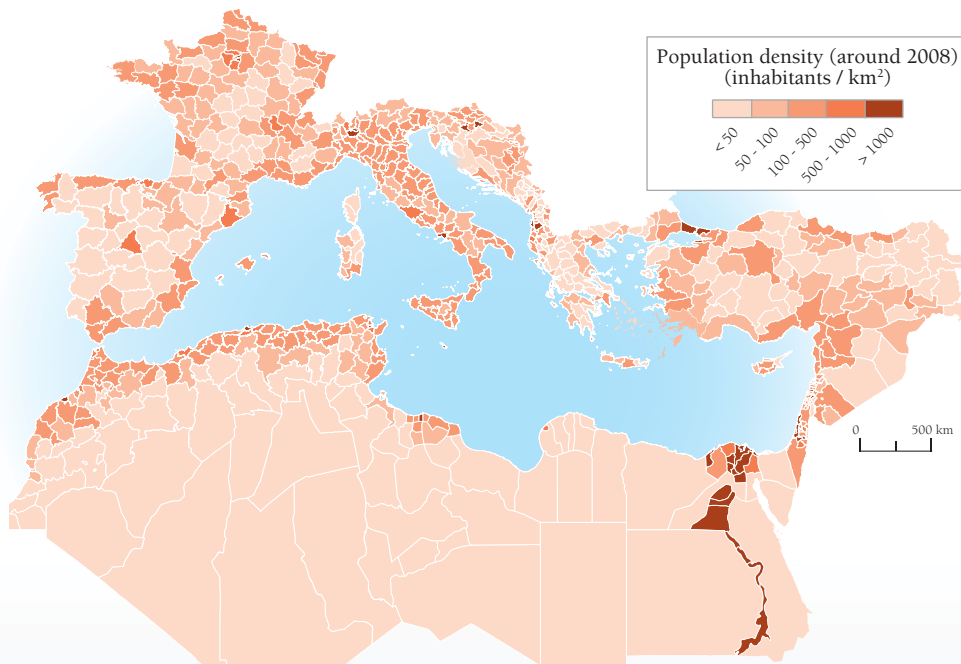 Population density (around 2008)
(inhabitants / km²)
< 50
50 - 100
100 - 500
500 - 1000
> 1000
0 500 km